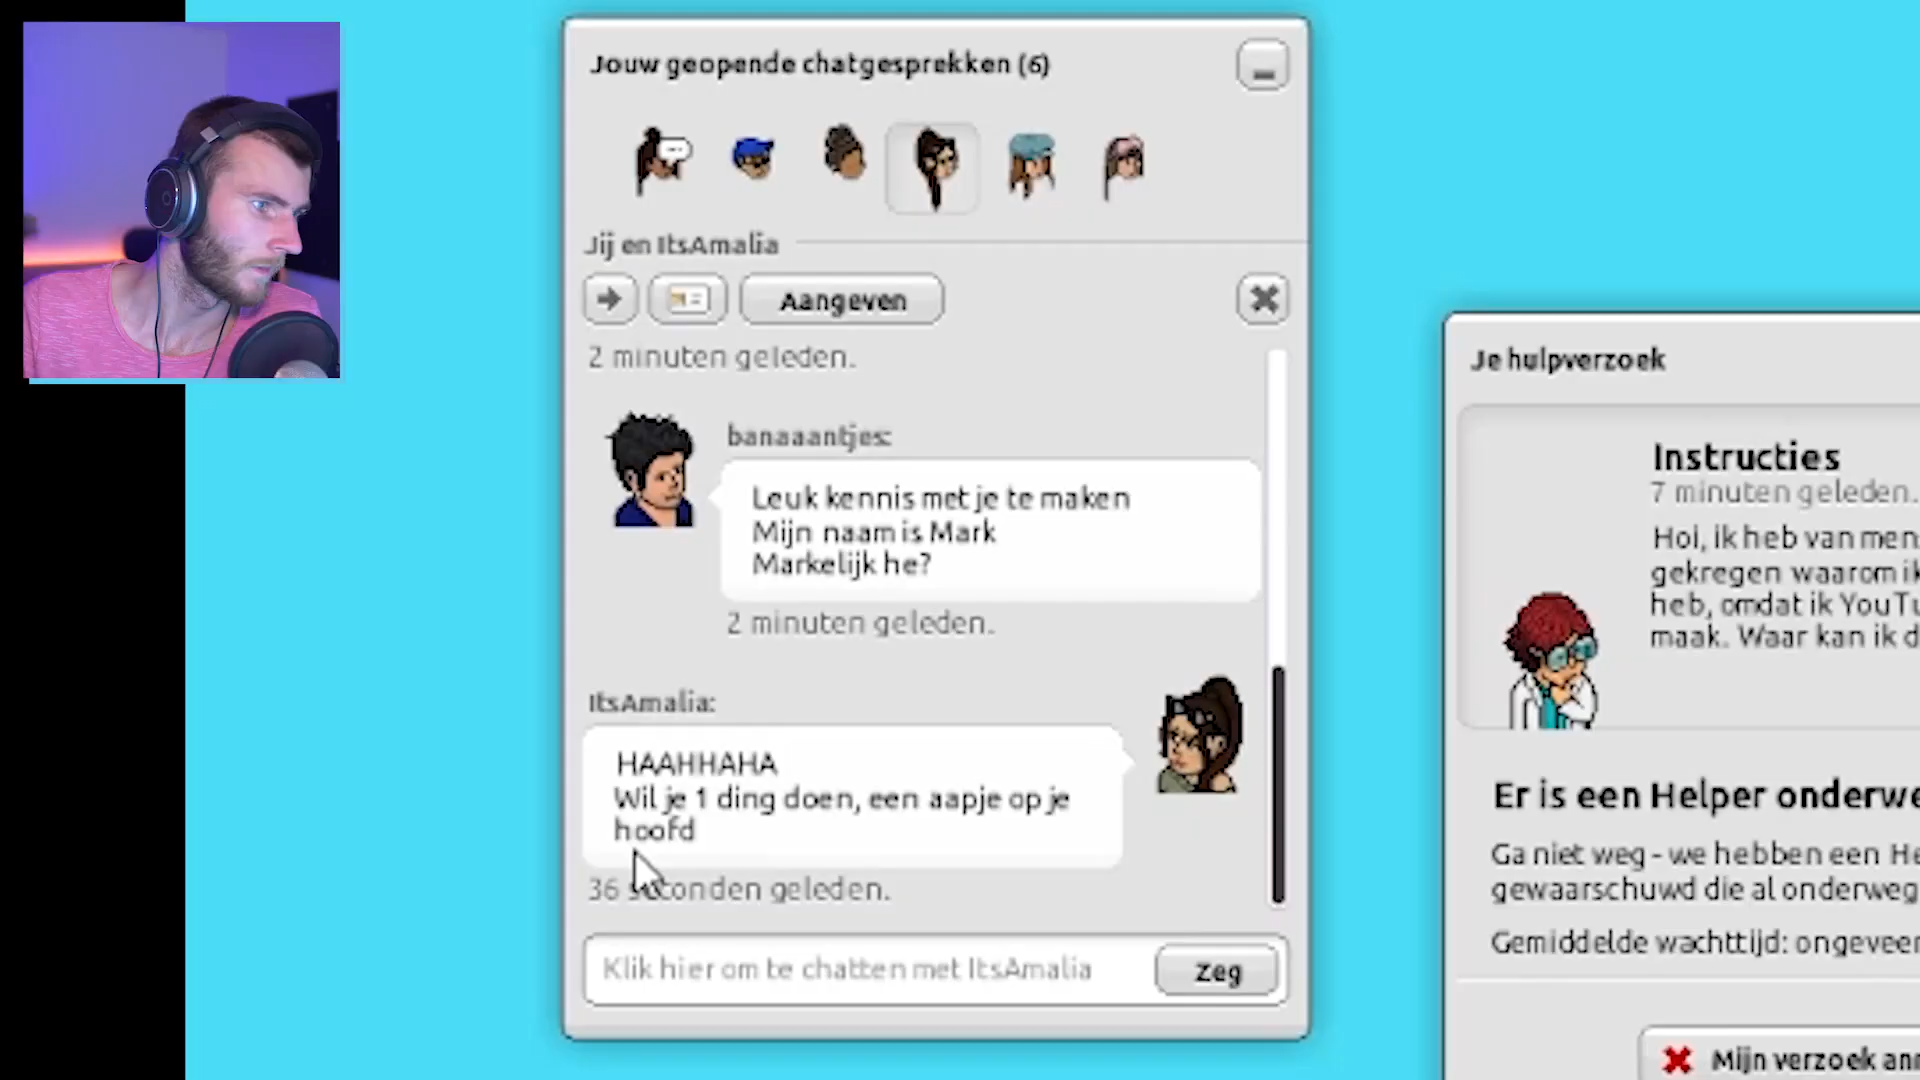 Jouw geopende chatgesprekken (6)
Jij en ItsAmalia
Aangeven
2 minuten geleden.
banaaantjes:
Leuk kennis met je te maken
Mijn naam is Mark
Markelijk he?
2 minuten geleden.
ItsAmalia:
HAAHHAHA
Wil je 1 ding doen, een aapje op je
hoofd
36 seconden geleden.
Klik hier om te chatten met ItsAmalia
Zeg
Je hulpverzoek
Instructies
7 minuten geleden.
Hoi, ik heb van men
gekregen waarom ik
heb, omdat ik YouTu
maak. Waar kan ik d
Er is een Helper onderwe
Ga niet weg - we hebben een He
gewaarschuwd die al onderweg
Gemiddelde wachttijd: ongeveer
Mijn verzoek ann